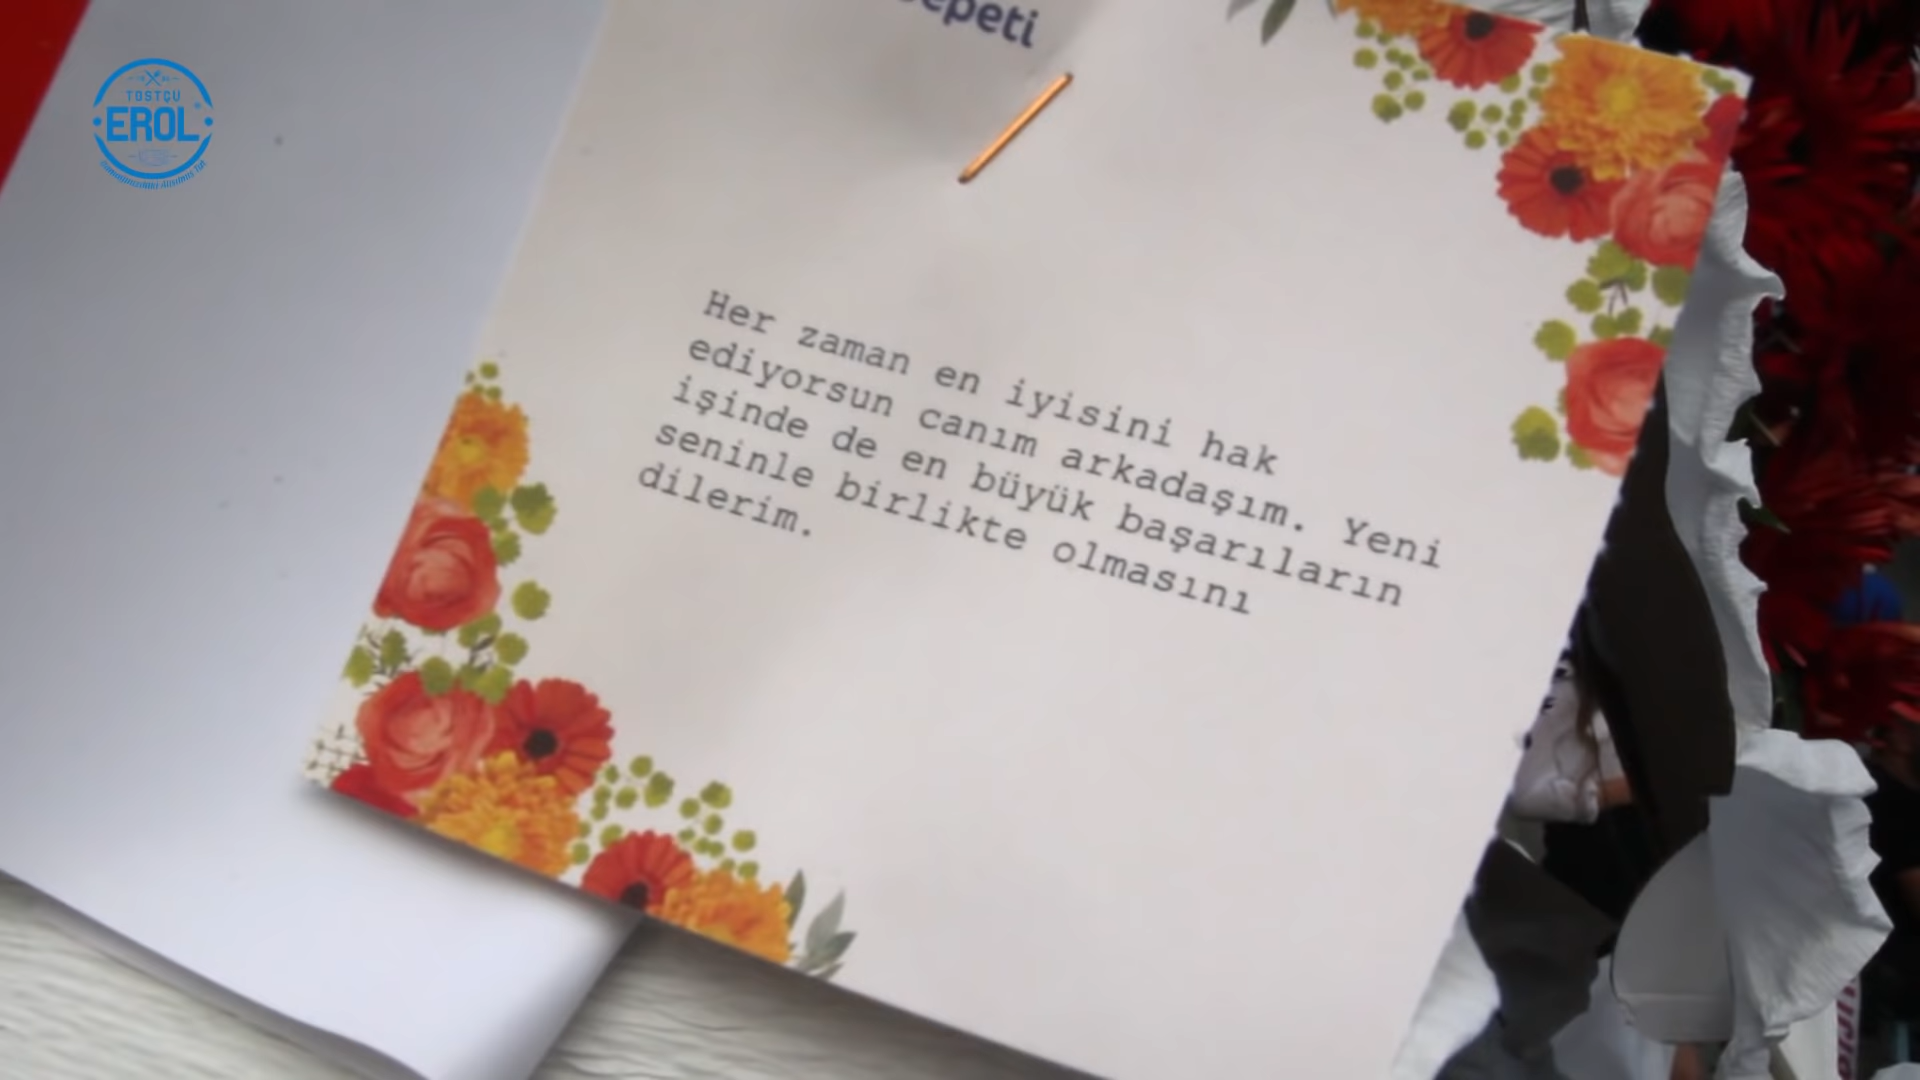 TOSTÇU
EROL
epeti
Her zaman en iyisini hak
ediyorsun canım arkadaşım. Yeni
işinde de en büyük başarıların
seninle birlikte olmasını
dilerim.